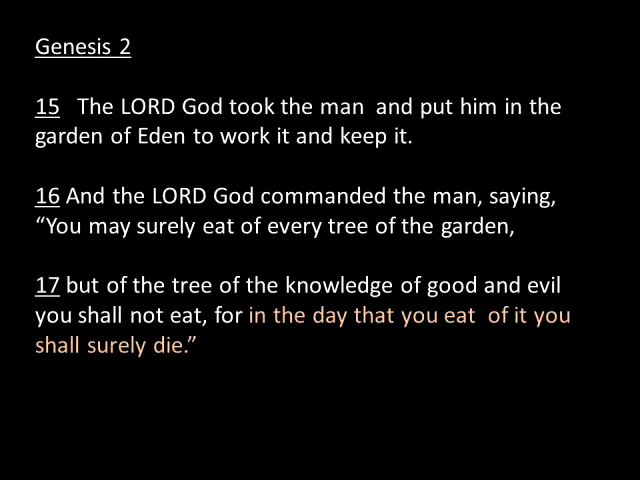 Genesis 2
15 The LORD God took the man and put him in the
garden of Eden to work it and keep it.
16 And the LORD God commanded the man, saying,
“You may surely eat of every tree of the garden,
17 but of the tree of the knowledge of good and evil
you shall not eat, for in the day that you eat of it you
shall surely die.”